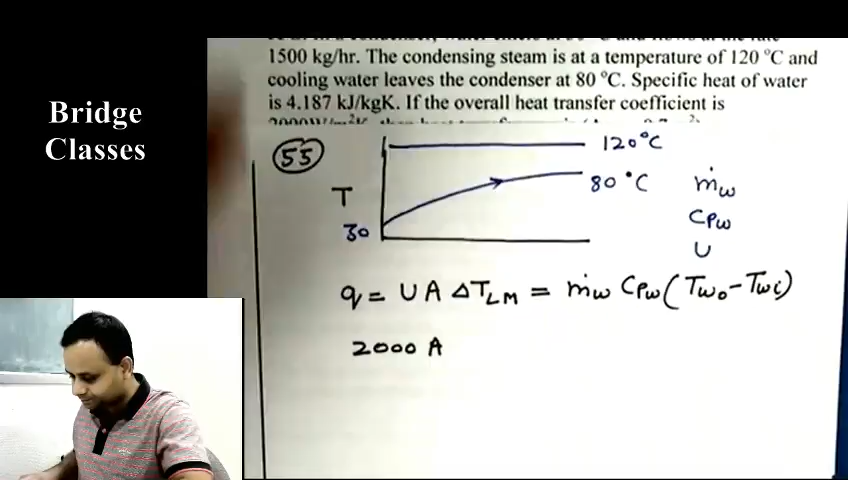 Bridge
Classes
1500 kg/hr. The condensing steam is at a temperature of 120 °C and
cooling water leaves the condenser at 80 °C. Specific heat of water
is 4.187 kJ/kgK. If the overall heat transfer coefficient is
55
120°C
80 °C
ṁw
T
Cpw
30
U
q = U A ΔT_LM = ṁw Cpw (Two - Twi)
2000 A